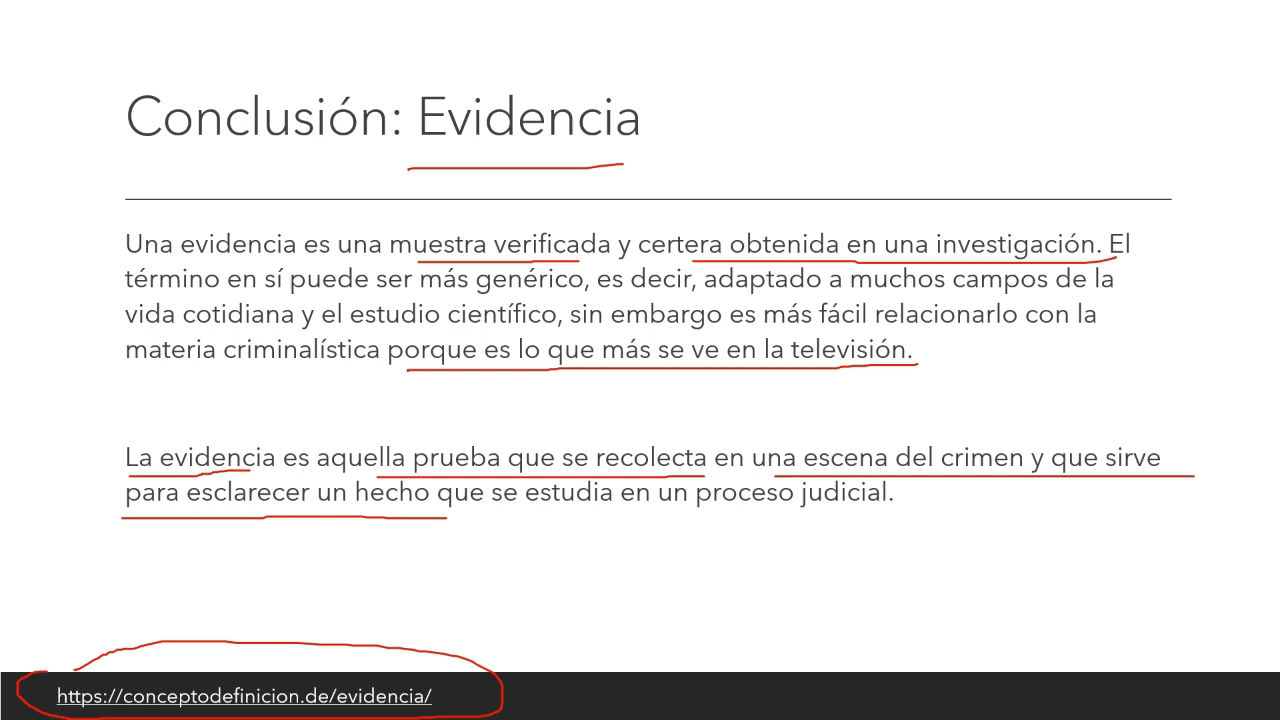 Conclusión: Evidencia
Una evidencia es una muestra verificada y certera obtenida en una investigación. El
término en sí puede ser más genérico, es decir, adaptado a muchos campos de la
vida cotidiana y el estudio científico, sin embargo es más fácil relacionarlo con la
materia criminalística porque es lo que más se ve en la televisión.
La evidencia es aquella prueba que se recolecta en una escena del crimen y que sirve
para esclarecer un hecho que se estudia en un proceso judicial.
https://conceptodefinicion.de/evidencia/